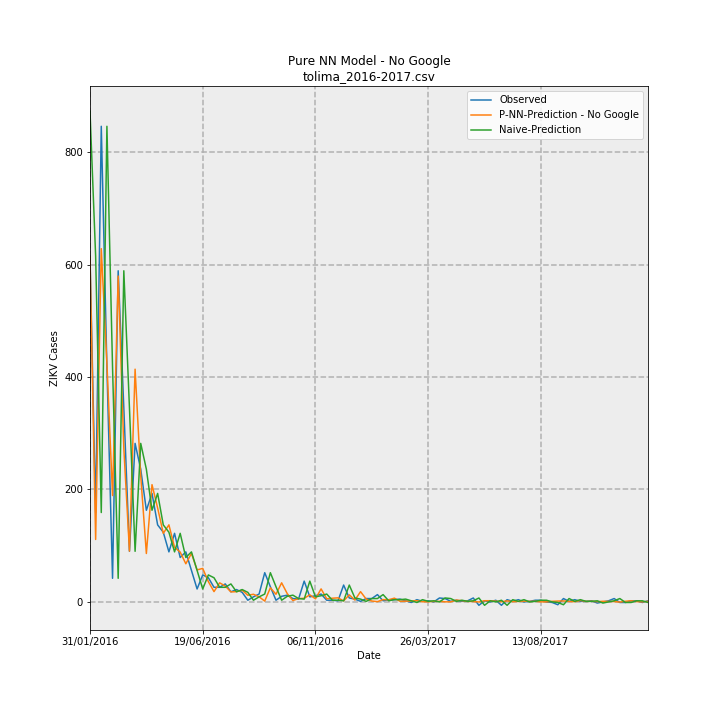 Pure NN Model - No Google
tolima_2016-2017.csv
Observed
P-NN-Prediction - No Google
Naive-Prediction
ZIKV Cases
800
600
400
200
0
31/01/2016
19/06/2016
06/11/2016
26/03/2017
13/08/2017
Date